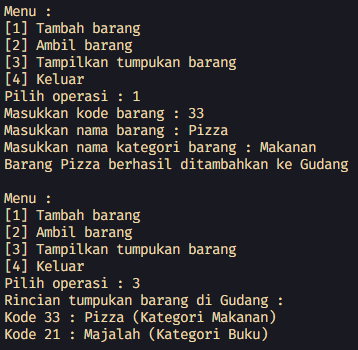 Menu :
[1] Tambah barang
[2] Ambil barang
[3] Tampilkan tumpukan barang
[4] Keluar
Pilih operasi : 1
Masukkan kode barang : 33
Masukkan nama barang : Pizza
Masukkan nama kategori barang : Makanan
Barang Pizza berhasil ditambahkan ke Gudang

Menu :
[1] Tambah barang
[2] Ambil barang
[3] Tampilkan tumpukan barang
[4] Keluar
Pilih operasi : 3
Rincian tumpukan barang di Gudang :
Kode 33 : Pizza (Kategori Makanan)
Kode 21 : Majalah (Kategori Buku)